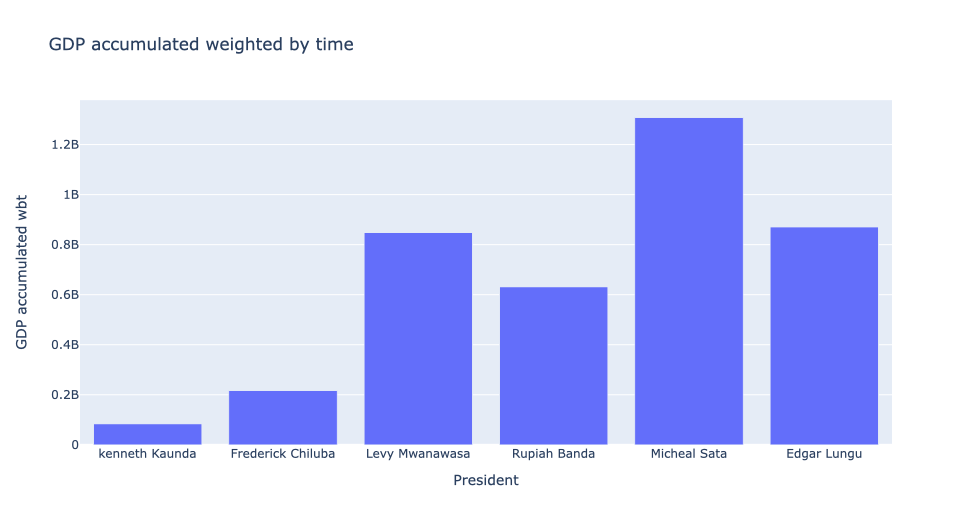 GDP accumulated weighted by time
GDP accumulated wbt
1.2B
1B
0.8B
0.6B
0.4B
0.2B
0
kenneth Kaunda
Frederick Chiluba
Levy Mwanawasa
Rupiah Banda
Micheal Sata
Edgar Lungu
President